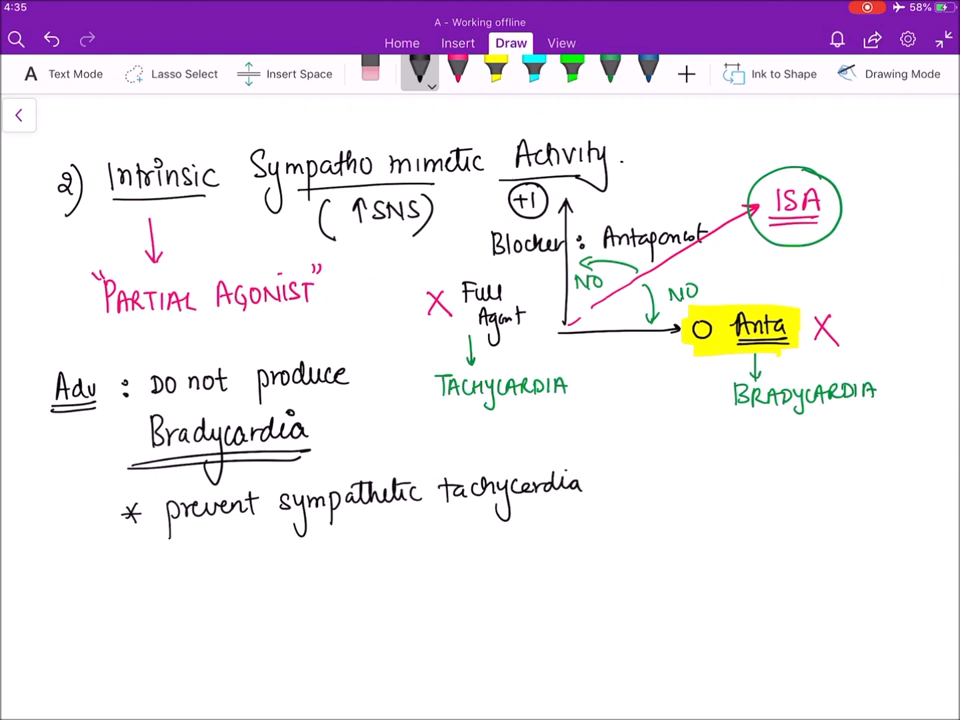 4:35
58%
A - Working offline
Home Insert Draw View
A Text Mode Lasso Select Insert Space Ink to Shape Drawing Mode
2) Intrinsic Sympatho mimetic Activity.
(↑SNS)
+1
ISA
Blocker : Antagonist
"PARTIAL AGONIST"
NO
NO
X Full
Agent
O Anta X
TACHYCARDIA
BRADYCARDIA
Adv : DO not produce
Bradycardia
* prevent sympathetic tachycardia